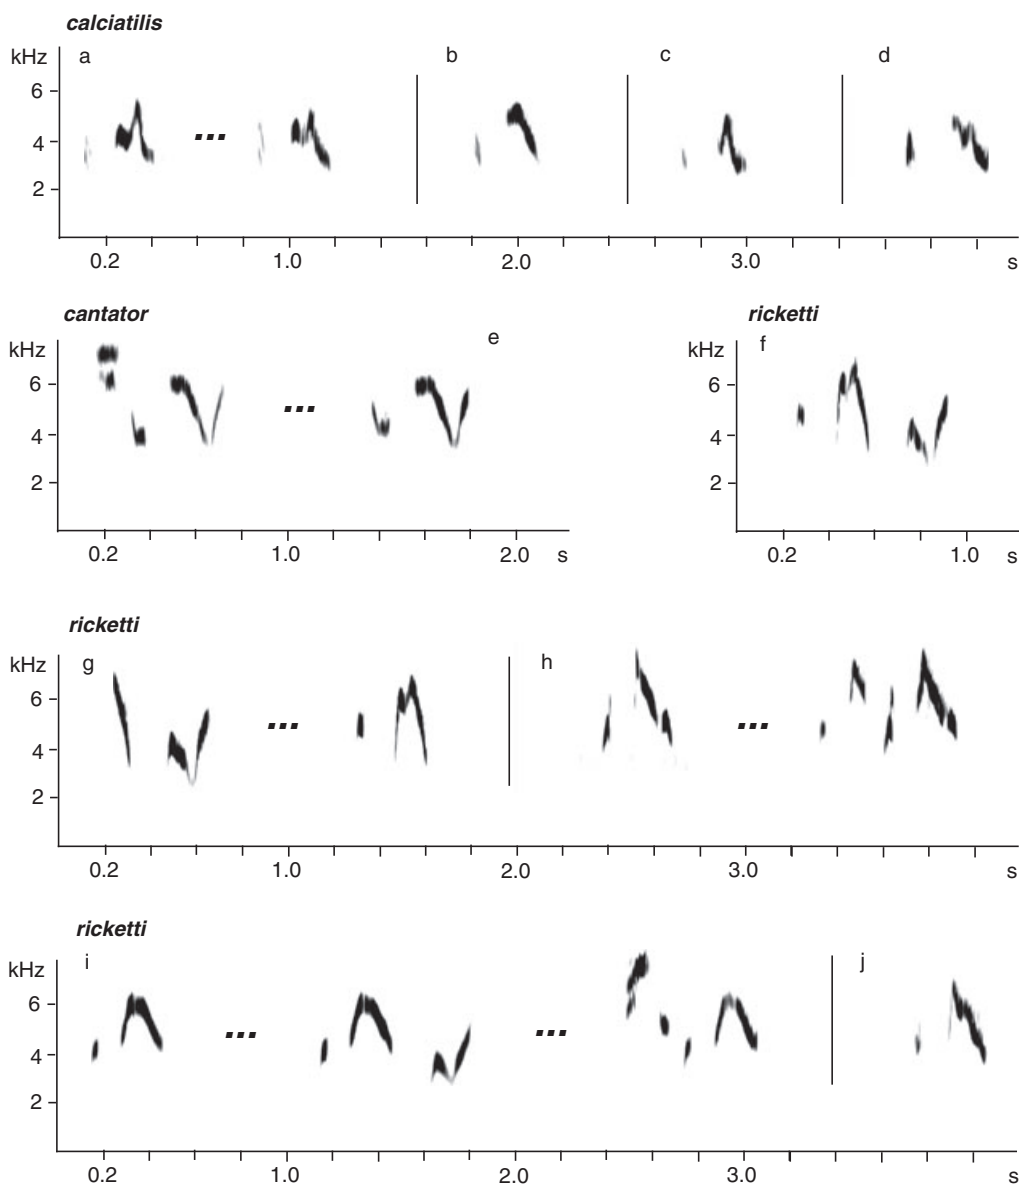 calciatilis
kHz a b c d
6
4
2
0.2 1.0 2.0 3.0 s
cantator ricketti
kHz e kHz f
6 6
4 4
2 2
0.2 1.0 2.0 s 0.2 1.0 s
ricketti
kHz g h
6
4
2
0.2 1.0 2.0 3.0 s
ricketti
kHz i j
6
4
2
0.2 1.0 2.0 3.0 s